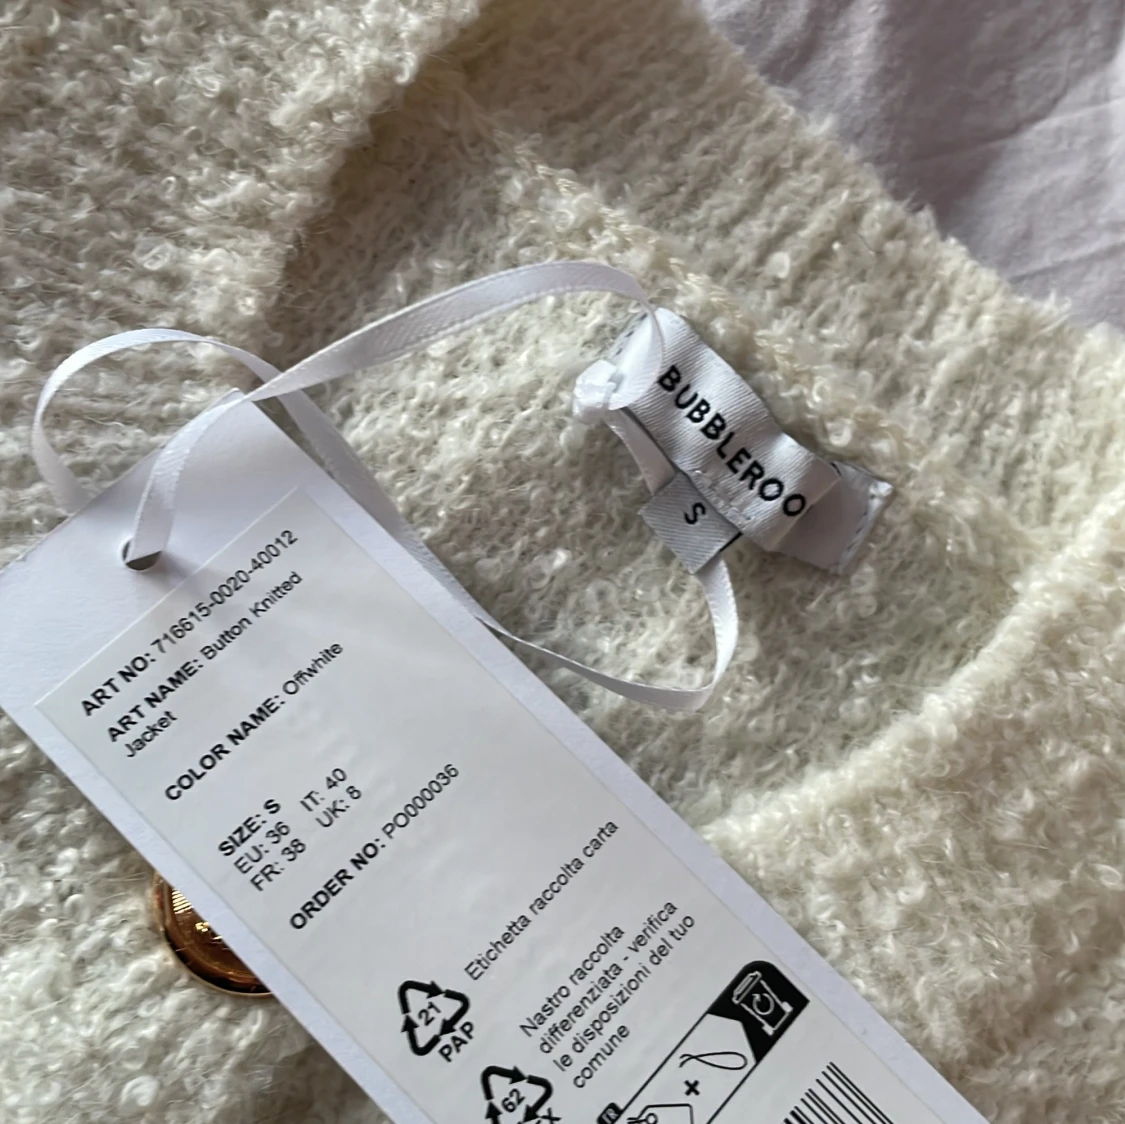 BUBBLEROO
S
ART NO: 716615-0020-40012
ART NAME: Button Knitted
Jacket
COLOR NAME: Offwhite
SIZE: S
EU: 36 IT: 40
FR: 38 UK: 8
ORDER NO: PO000036
21
PAP
Etichetta raccolta carta
62
Nastro raccolta
differenziata - verifica
le disposizioni del tuo
comune
FR
+